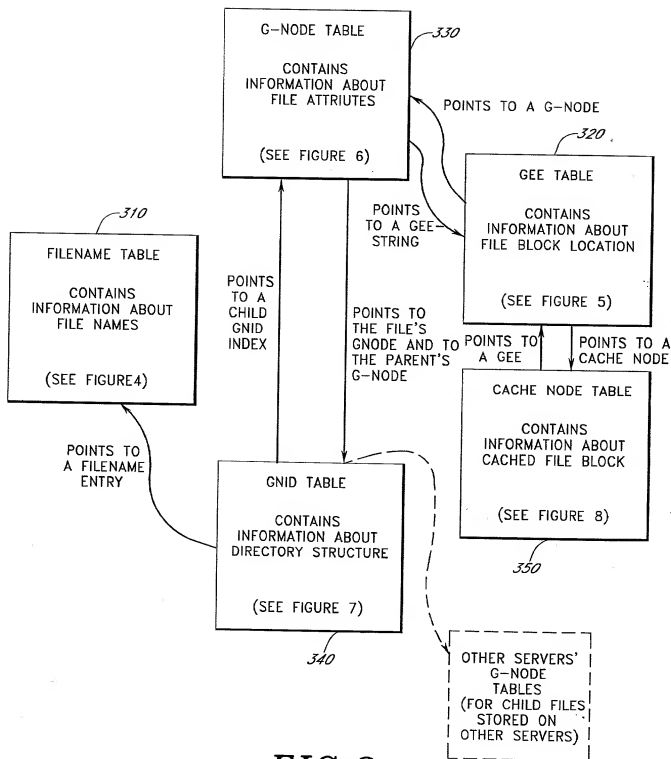 G-NODE TABLE
CONTAINS
INFORMATION ABOUT
FILE ATTRIUTES
(SEE FIGURE 6)
330
POINTS TO A G-NODE
320
GEE TABLE
CONTAINS
INFORMATION ABOUT
FILE BLOCK LOCATION
(SEE FIGURE 5)
POINTS
TO A GEE-
STRING
310
FILENAME TABLE
CONTAINS
INFORMATION ABOUT
FILE NAMES
(SEE FIGURE4)
POINTS
TO A
CHILD
GNID
INDEX
POINTS TO
THE FILE'S
GNODE AND TO
THE PARENT'S
G-NODE
POINTS TO
A GEE
POINTS TO A
CACHE NODE
CACHE NODE TABLE
CONTAINS
INFORMATION ABOUT
CACHED FILE BLOCK
(SEE FIGURE 8)
350
POINTS TO
A FILENAME
ENTRY
GNID TABLE
CONTAINS
INFORMATION ABOUT
DIRECTORY STRUCTURE
(SEE FIGURE 7)
340
OTHER SERVERS'
G-NODE
TABLES
(FOR CHILD FILES
STORED ON
OTHER SERVERS)